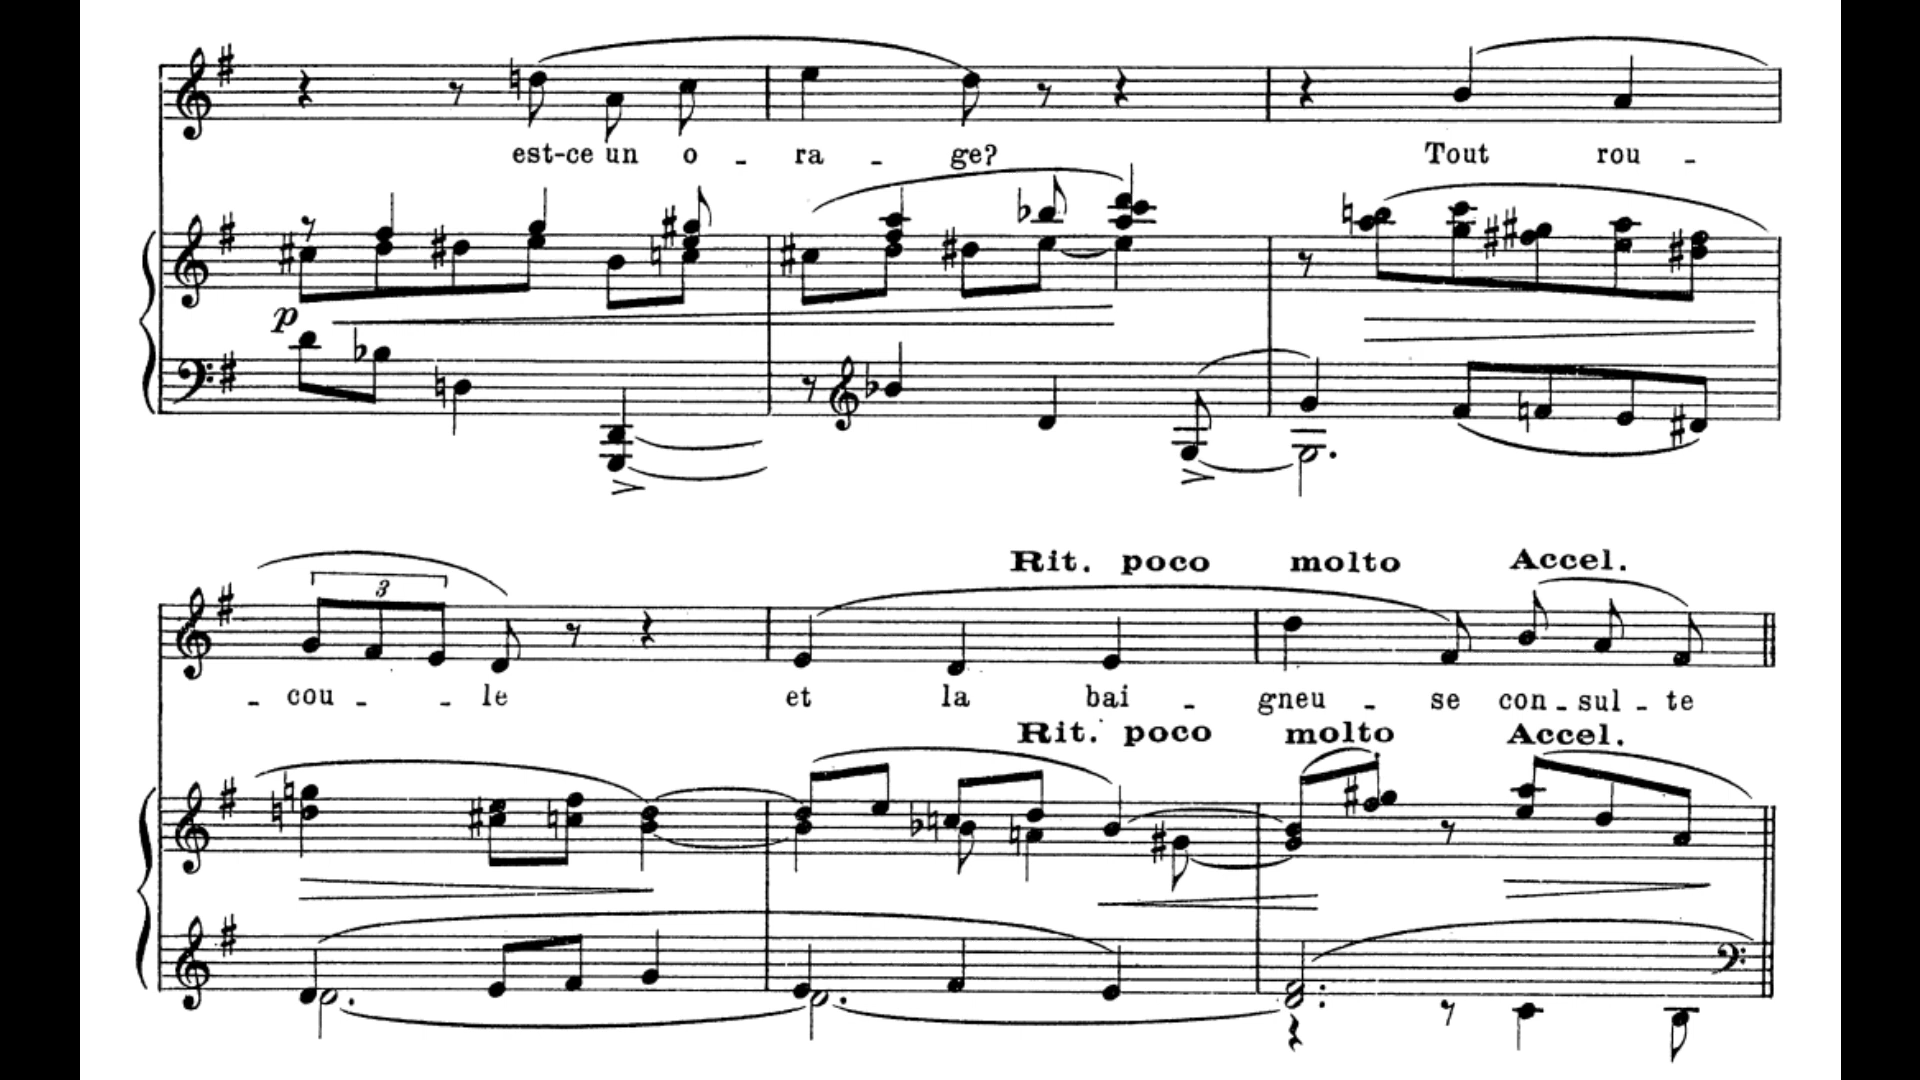 est-ce un o - ra - ge? Tout rou -
p
Rit. poco molto Accel.
3
- cou - - le et la bai - gneu - se con - sul - te
Rit. poco molto Accel.